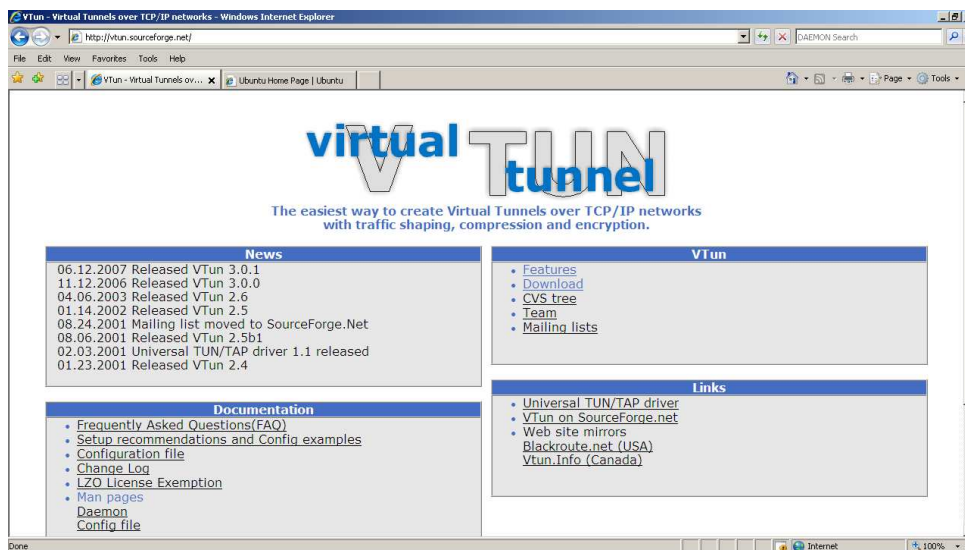 VTun - Virtual Tunnels over TCP/IP networks - Windows Internet Explorer
http://vtun.sourceforge.net/
DAEMON Search
File Edit View Favorites Tools Help
VTun - Virtual Tunnels ov... Ubuntu Home Page | Ubuntu
Page Tools
virtual
V TUN
tunnel
The easiest way to create Virtual Tunnels over TCP/IP networks
with traffic shaping, compression and encryption.
News
06.12.2007 Released VTun 3.0.1
11.12.2006 Released VTun 3.0.0
04.06.2003 Released VTun 2.6
01.14.2002 Released VTun 2.5
08.24.2001 Mailing list moved to SourceForge.Net
08.06.2001 Released VTun 2.5b1
02.03.2001 Universal TUN/TAP driver 1.1 released
01.23.2001 Released VTun 2.4
Documentation
Frequently Asked Questions(FAQ)
Setup recommendations and Config examples
Configuration file
Change Log
LZO License Exemption
Man pages
Daemon
Config file
VTun
Features
Download
CVS tree
Team
Mailing lists
Links
Universal TUN/TAP driver
VTun on SourceForge.net
Web site mirrors
Blackroute.net (USA)
Vtun.Info (Canada)
Done Internet 100%